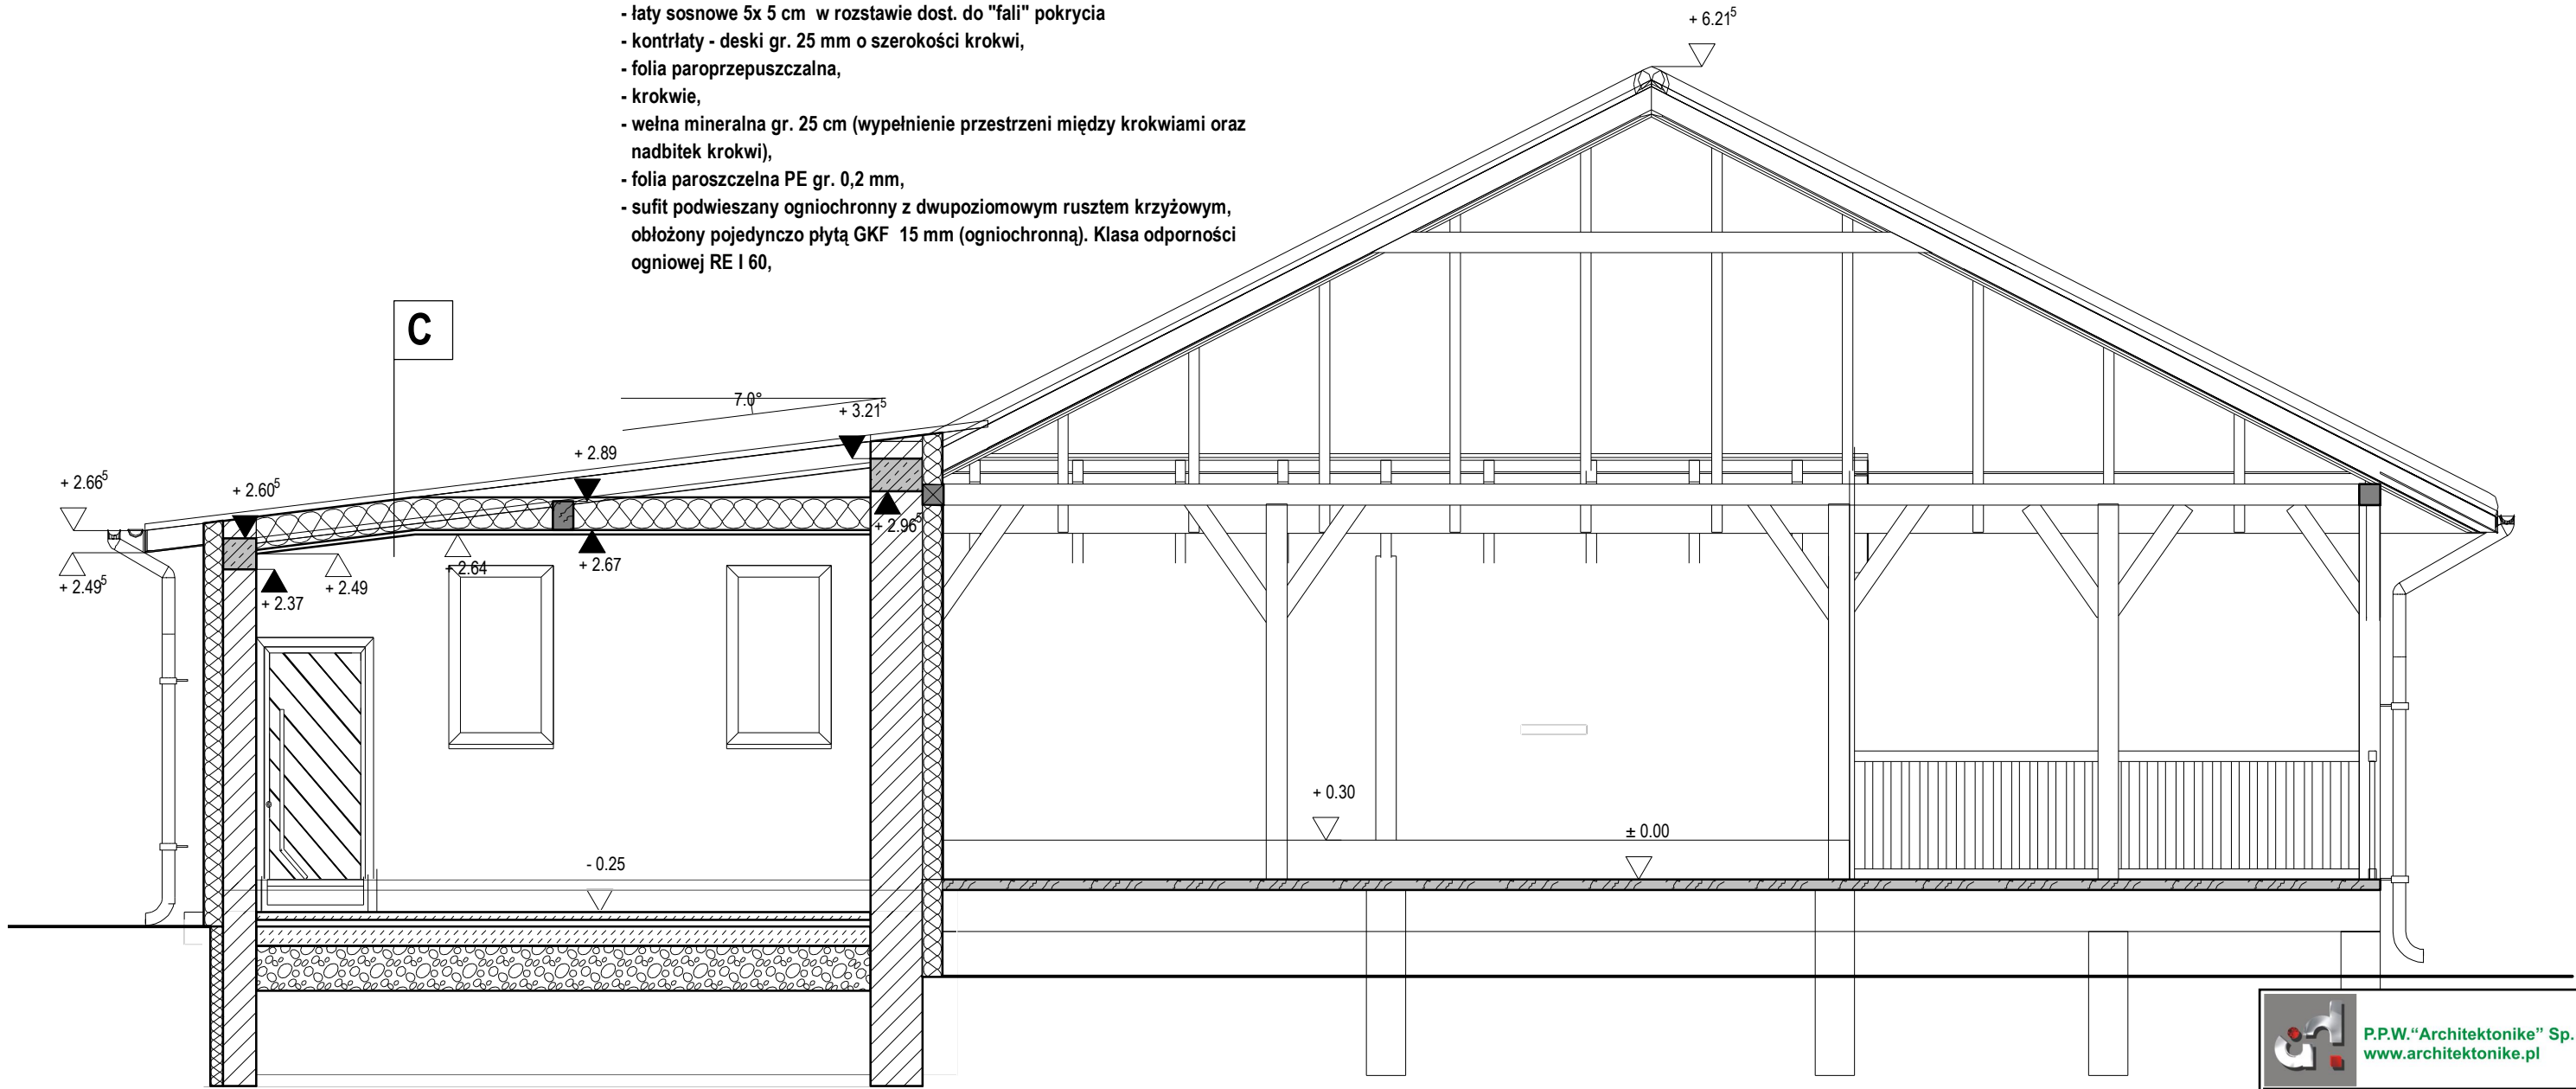 - łaty sosnowe 5x 5 cm w rozstawie dost. do "fali" pokrycia
- kontrłaty - deski gr. 25 mm o szerokości krokwi,
- folia paroprzepuszczalna,
- krokwie,
- wełna mineralna gr. 25 cm (wypełnienie przestrzeni między krokwiami oraz
nadbitek krokwi),
- folia paroszczelna PE gr. 0,2 mm,
- sufit podwieszany ogniochronny z dwupoziomowym rusztem krzyżowym,
obłożony pojedynczo płytą GKF 15 mm (ogniochronną). Klasa odporności
ogniowej RE I 60,
+ 6.21⁵
C
7.0°
+ 3.21⁵
+ 2.89
+ 2.66⁵
+ 2.60⁵
+ 2.96⁵
+ 2.49⁵
+ 2.37
+ 2.49
+ 2.64
+ 2.67
+ 0.30
± 0.00
- 0.25
P.P.W."Architektonike" Sp.
www.architektonike.pl